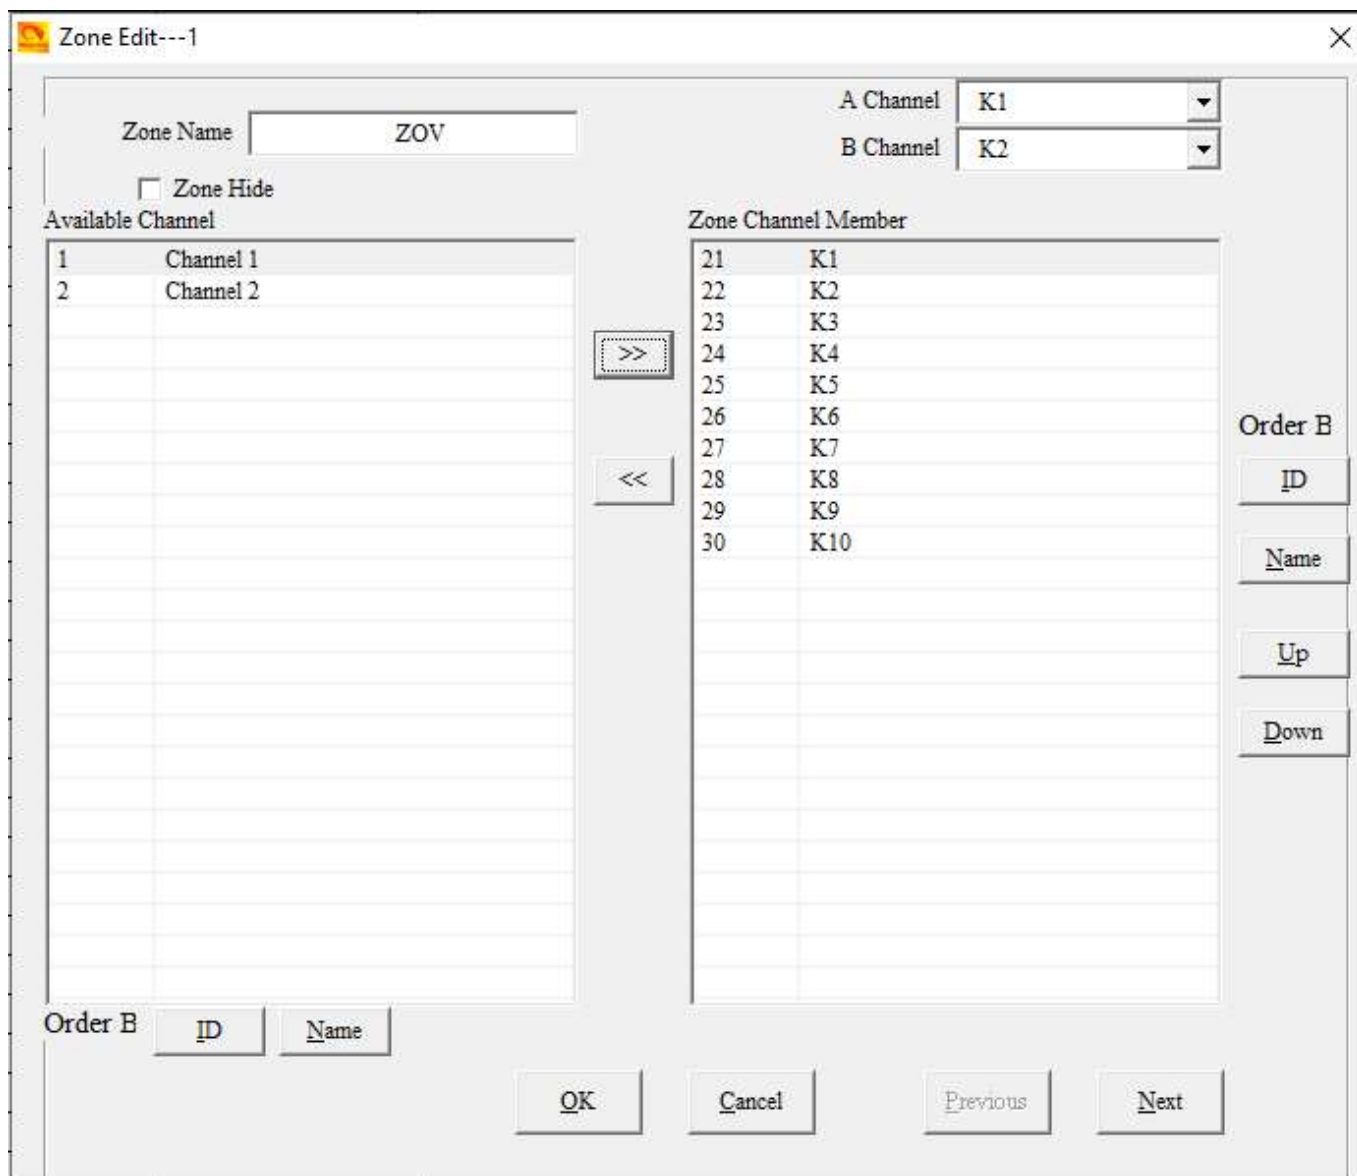 Zone Edit---1
A Channel K1
Zone Name ZOV
B Channel K2
Zone Hide
Available Channel
Zone Channel Member
1 Channel 1
2 Channel 2
21 K1
22 K2
23 K3
24 K4
25 K5
26 K6
27 K7
28 K8
29 K9
30 K10
>>
<<
Order B
ID
Name
Up
Down
Order B ID Name
OK Cancel Previous Next